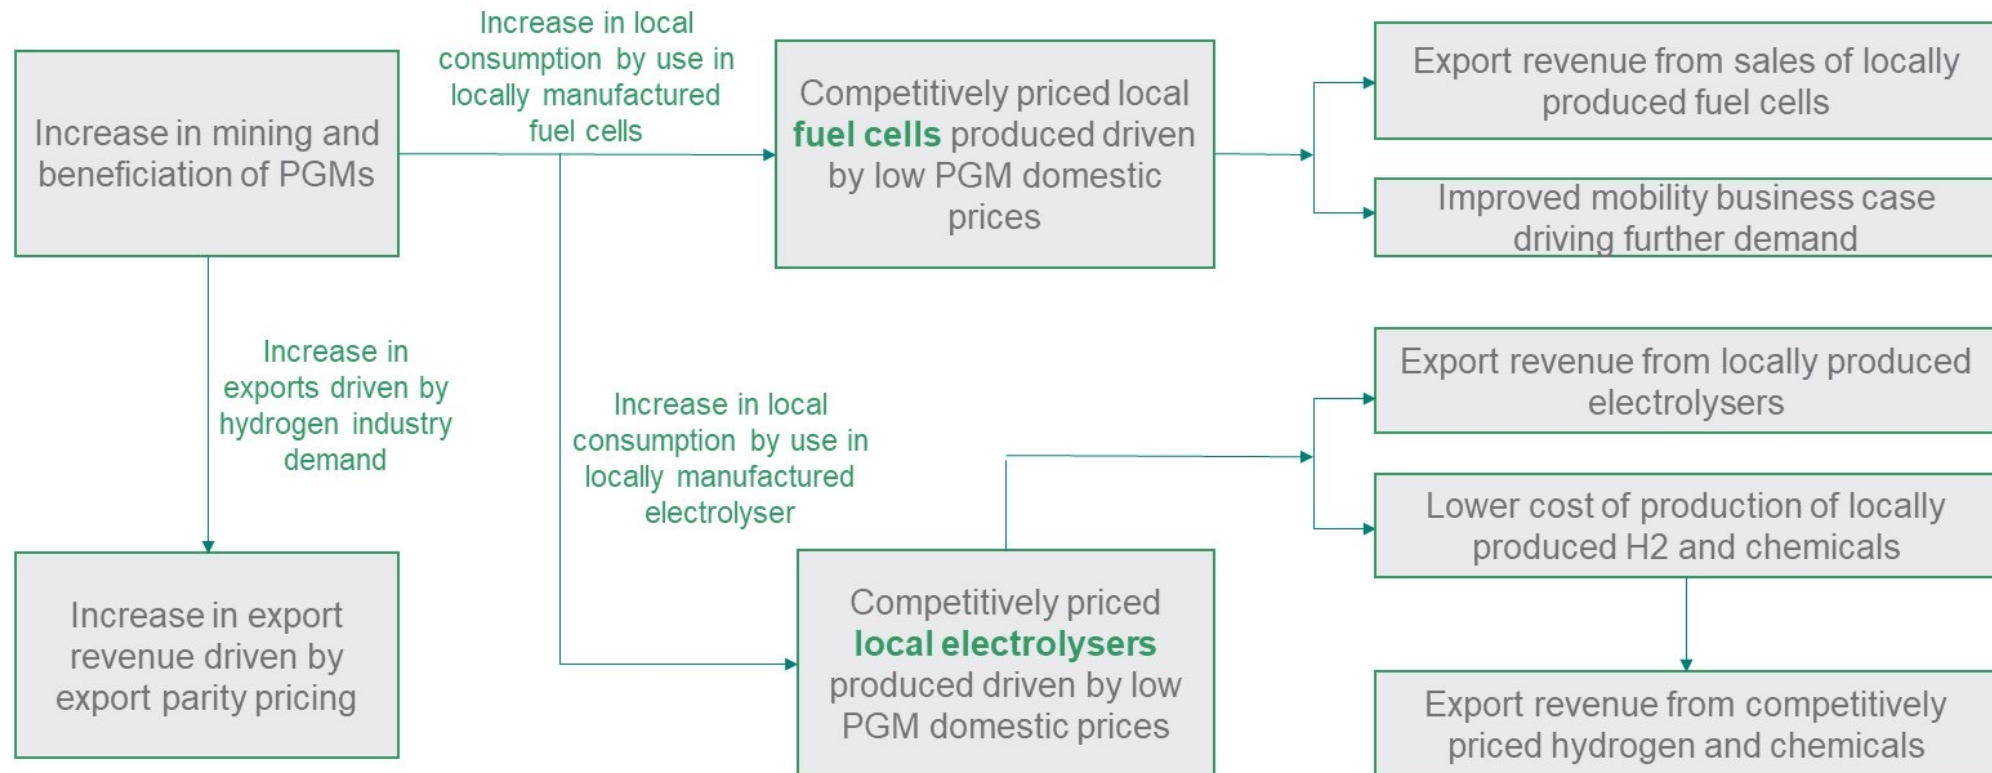 Increase in mining and
beneficiation of PGMs
Increase in local
consumption by use in
locally manufactured
fuel cells
Competitively priced local
fuel cells produced driven
by low PGM domestic
prices
Export revenue from sales of locally
produced fuel cells
Improved mobility business case
driving further demand
Increase in
exports driven by
hydrogen industry
demand
Increase in export
revenue driven by
export parity pricing
Increase in local
consumption by use in
locally manufactured
electrolyser
Competitively priced
local electrolysers
produced driven by low
PGM domestic prices
Export revenue from locally produced
electrolysers
Lower cost of production of locally
produced H2 and chemicals
Export revenue from competitively
priced hydrogen and chemicals